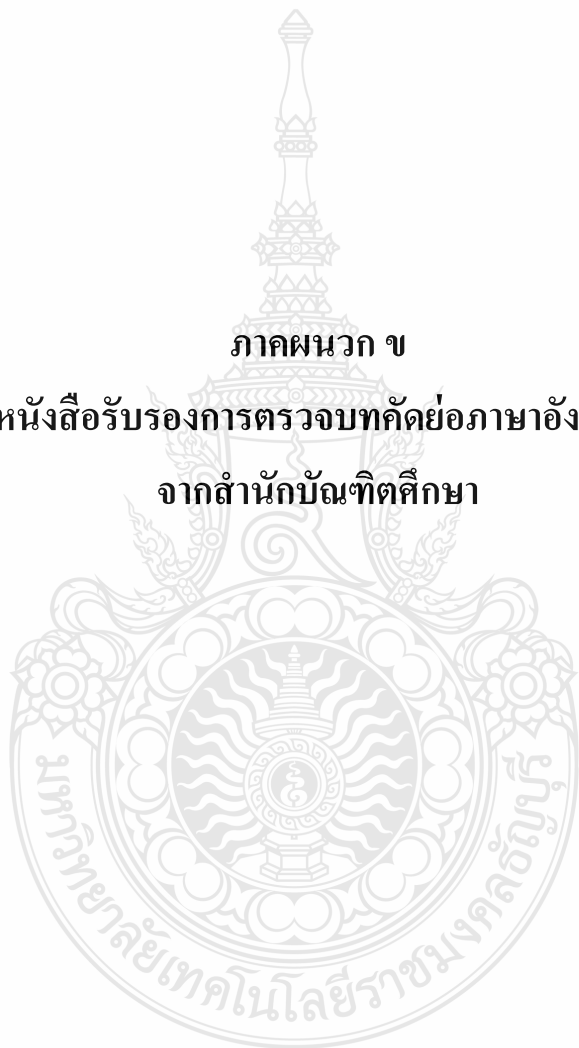 ภาคผนวก ข
หนังสือรับรองการตรวจบทคัดย่อภาษาอัง
จากสำนักบัณฑิตศึกษา
มหาวิทยาลัยเทคโนโลยีราชมงคลธัญบุรี